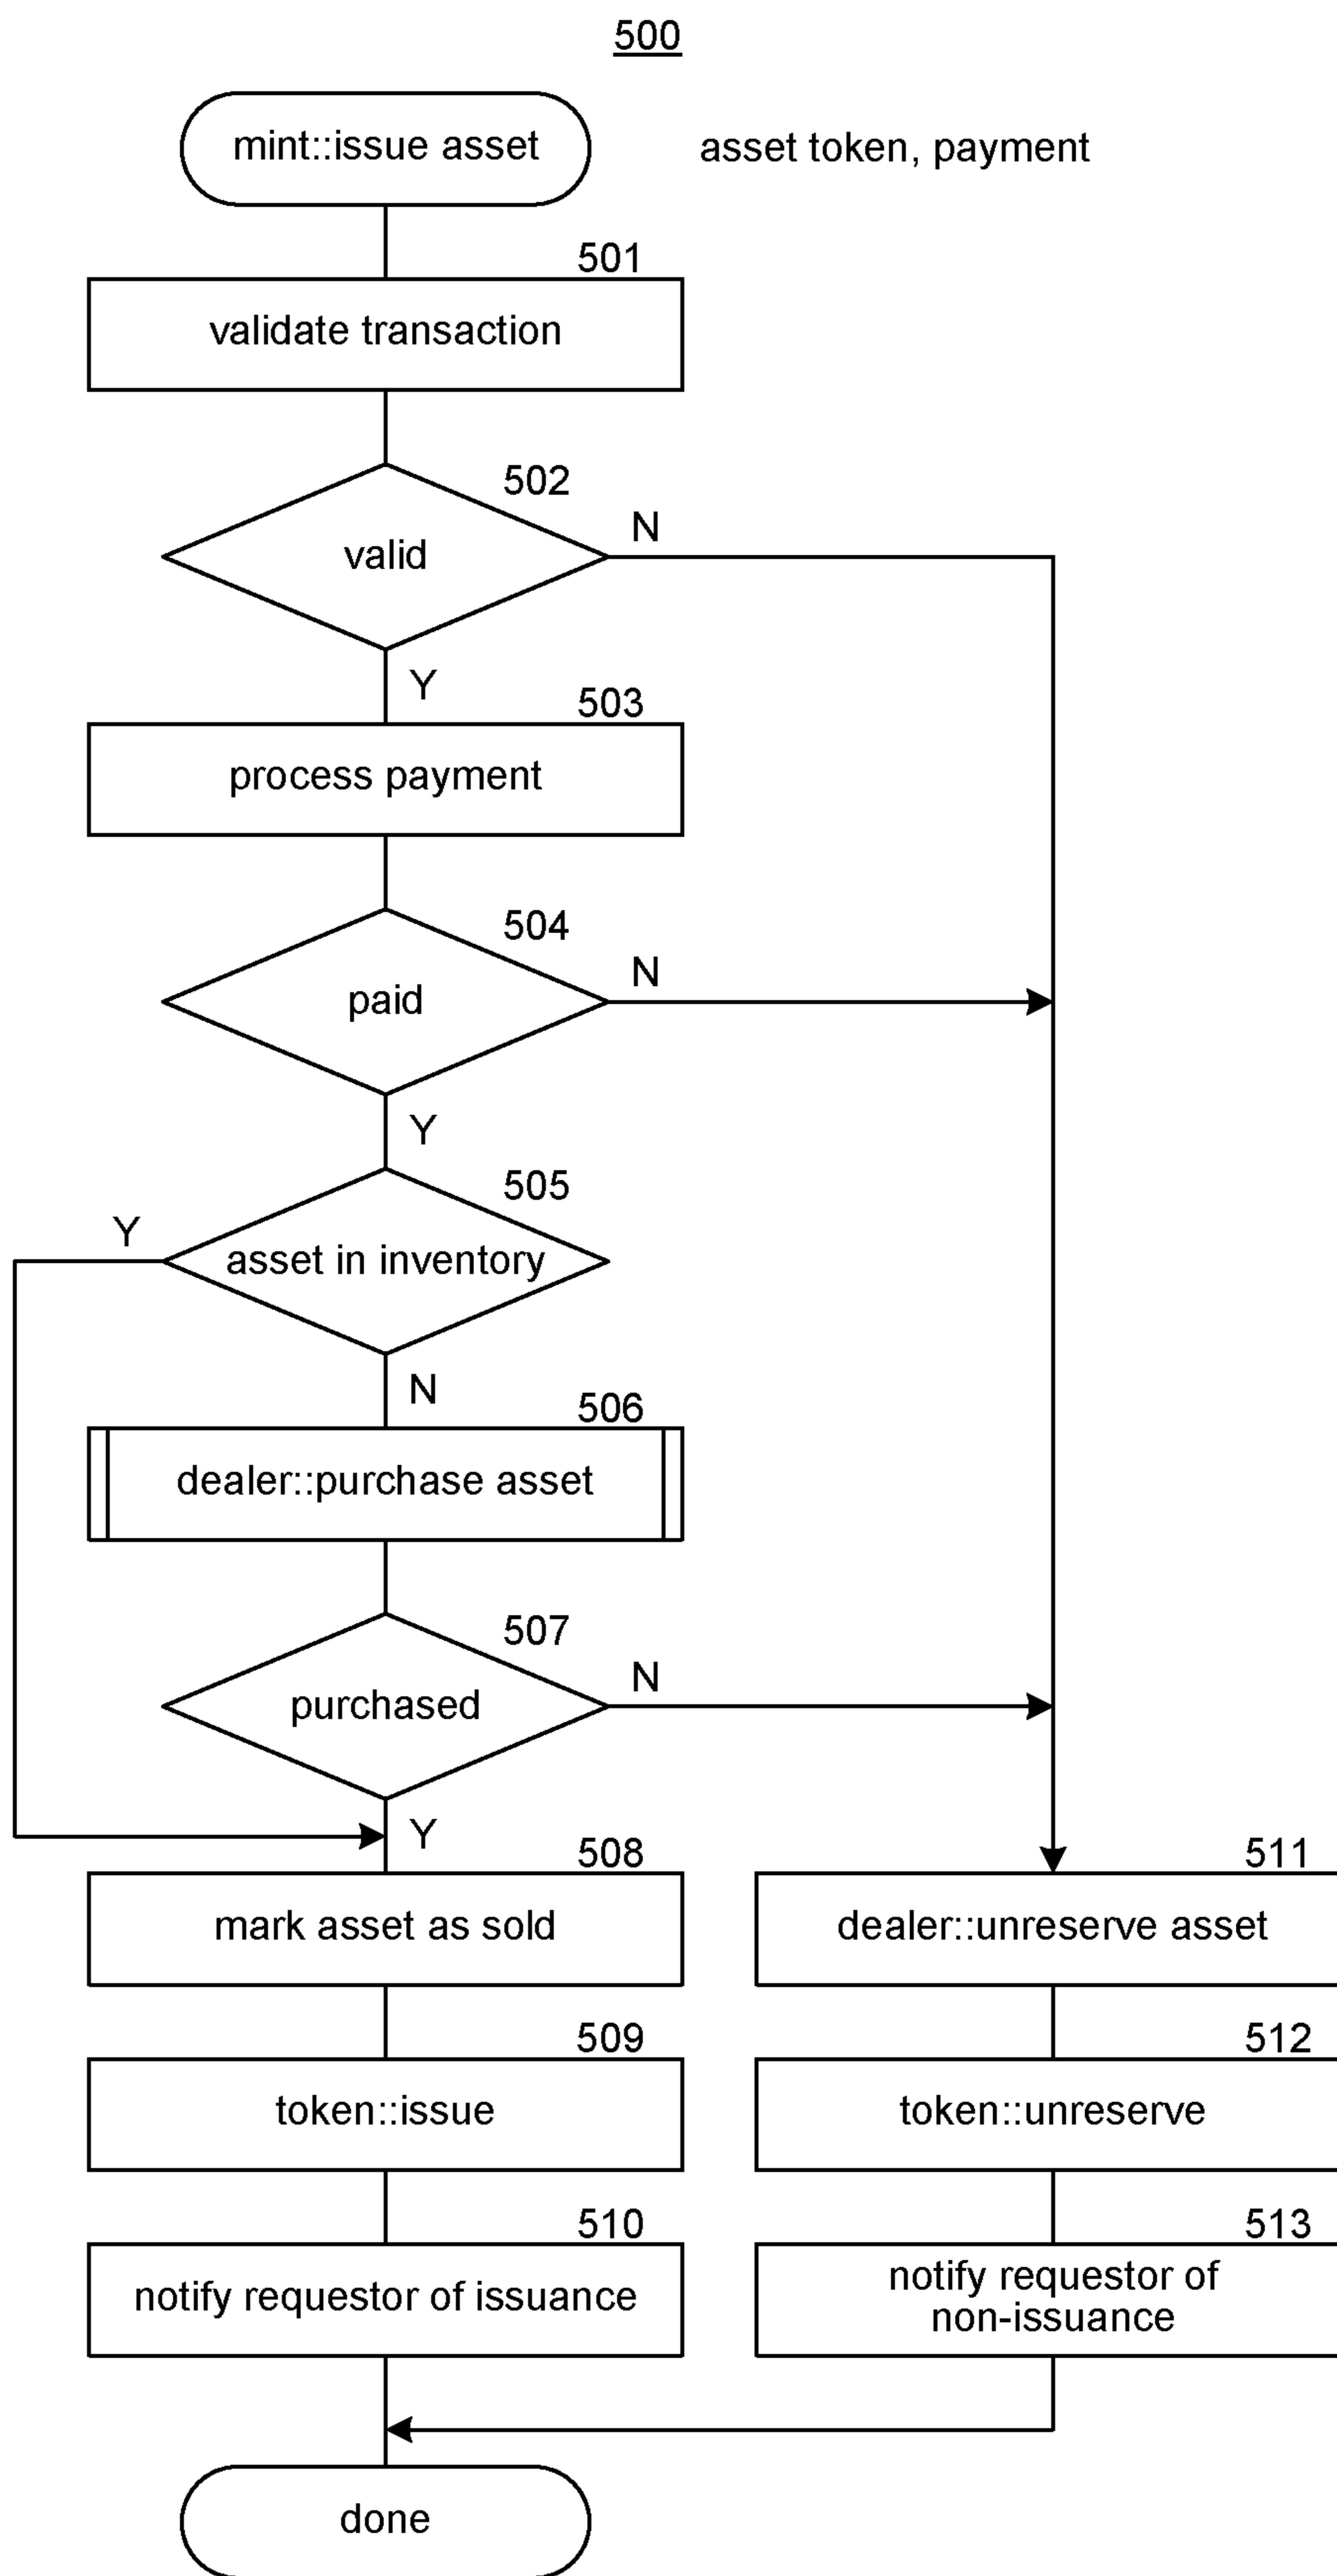 500
mint::issue asset
asset token, payment
501
validate transaction
502
valid
N
Y
503
process payment
504
paid
N
Y
505
Y
asset in inventory
N
506
dealer::purchase asset
507
purchased
N
Y
508
mark asset as sold
511
dealer::unreserve asset
509
token::issue
512
token::unreserve
510
notify requestor of issuance
513
notify requestor of
non-issuance
done